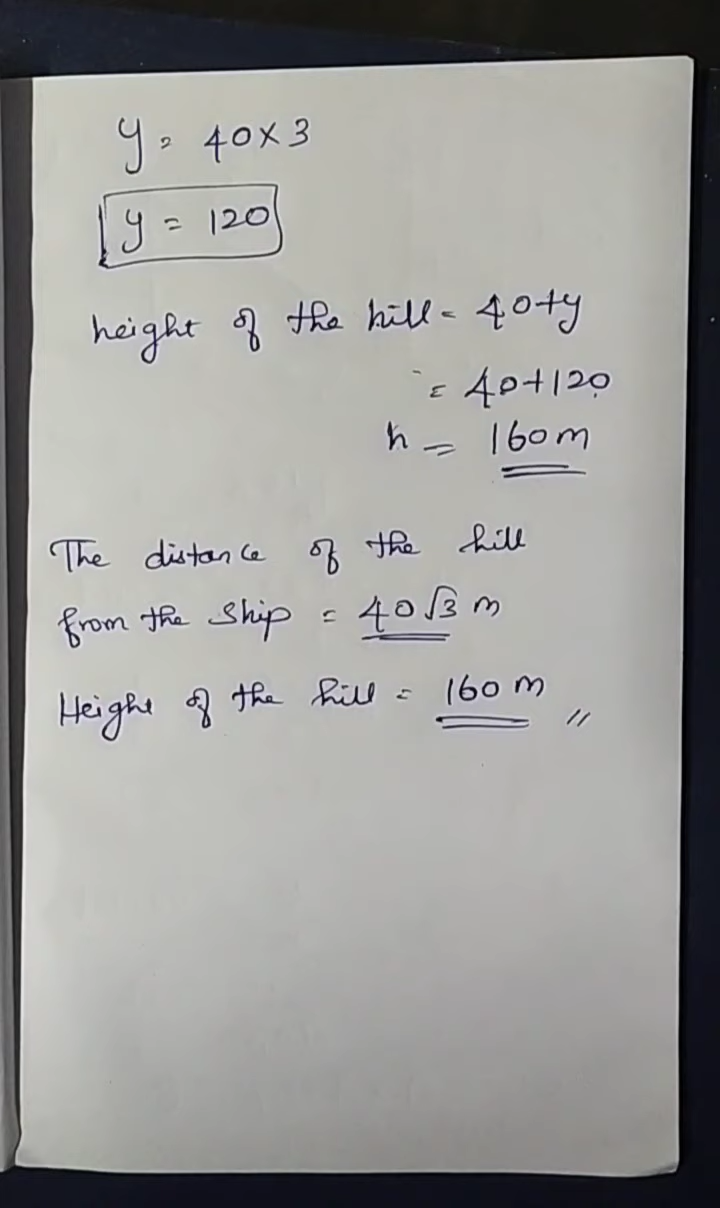 y = 40×3
y = 120
height of the hill = 40+y
= 40+120
h = 160m
The distance of the hill
from the ship = 40√3 m
Height of the hill = 160 m //